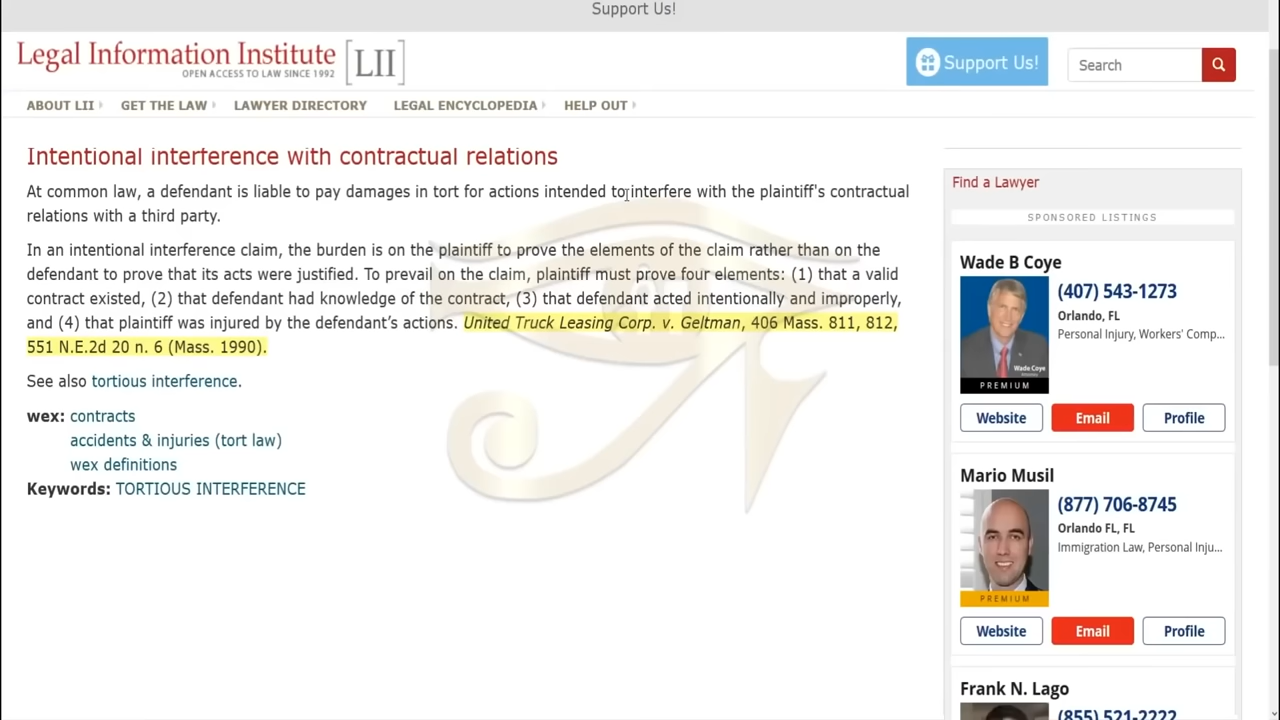 Support Us!
Legal Information Institute [LII]
OPEN ACCESS TO LAW SINCE 1992
Support Us!
Search
ABOUT LII GET THE LAW LAWYER DIRECTORY LEGAL ENCYCLOPEDIA HELP OUT
Intentional interference with contractual relations
At common law, a defendant is liable to pay damages in tort for actions intended to interfere with the plaintiff's contractual
relations with a third party.
In an intentional interference claim, the burden is on the plaintiff to prove the elements of the claim rather than on the
defendant to prove that its acts were justified. To prevail on the claim, plaintiff must prove four elements: (1) that a valid
contract existed, (2) that defendant had knowledge of the contract, (3) that defendant acted intentionally and improperly,
and (4) that plaintiff was injured by the defendant’s actions. United Truck Leasing Corp. v. Geltman, 406 Mass. 811, 812,
551 N.E.2d 20 n. 6 (Mass. 1990).
See also tortious interference.
wex: contracts
accidents & injuries (tort law)
wex definitions
Keywords: TORTIOUS INTERFERENCE
Find a Lawyer
SPONSORED LISTINGS
Wade B Coye
(407) 543-1273
Orlando, FL
Personal Injury, Workers' Comp...
Wade Coye
PREMIUM
Website Email Profile
Mario Musil
(877) 706-8745
Orlando FL, FL
Immigration Law, Personal Inju...
PREMIUM
Website Email Profile
Frank N. Lago
(855) 521-2222